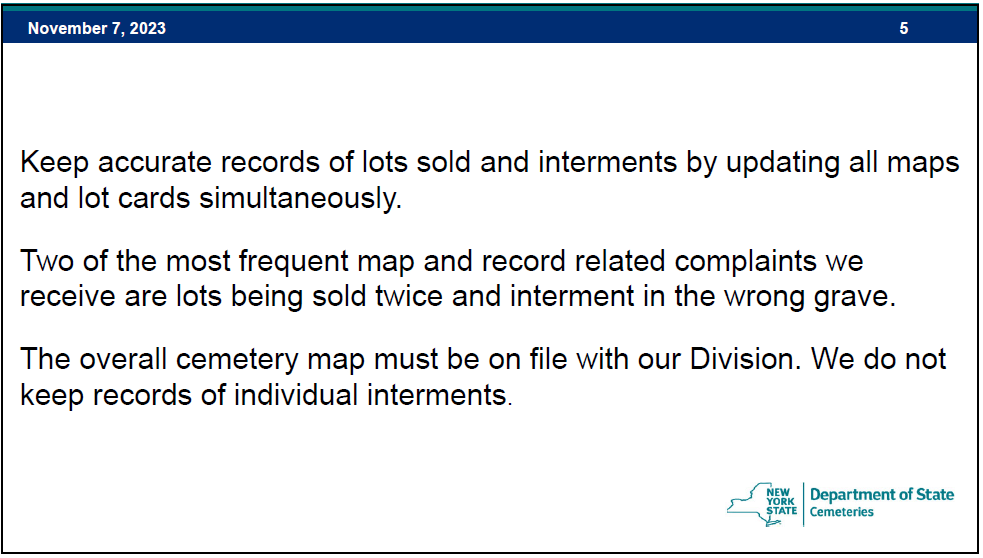 November 7, 2023 5
Keep accurate records of lots sold and interments by updating all maps
and lot cards simultaneously.
Two of the most frequent map and record related complaints we
receive are lots being sold twice and interment in the wrong grave.
The overall cemetery map must be on file with our Division. We do not
keep records of individual interments.
NEW
YORK
STATE
Department of State
Cemeteries